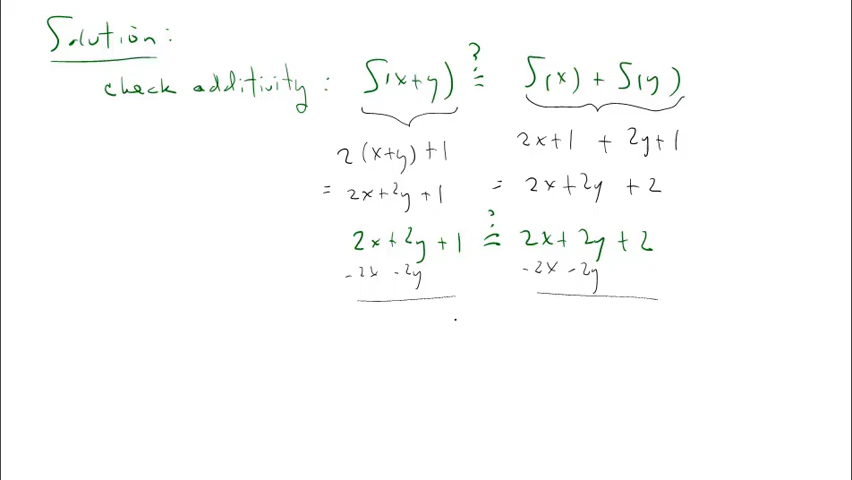 Solution:
check additivity: f(x+y) ≟ f(x) + f(y)
2(x+y)+1 2x+1 + 2y+1
= 2x+2y+1 = 2x+2y+2
2x+2y+1 ≟ 2x+2y+2
-2x -2y -2x -2y